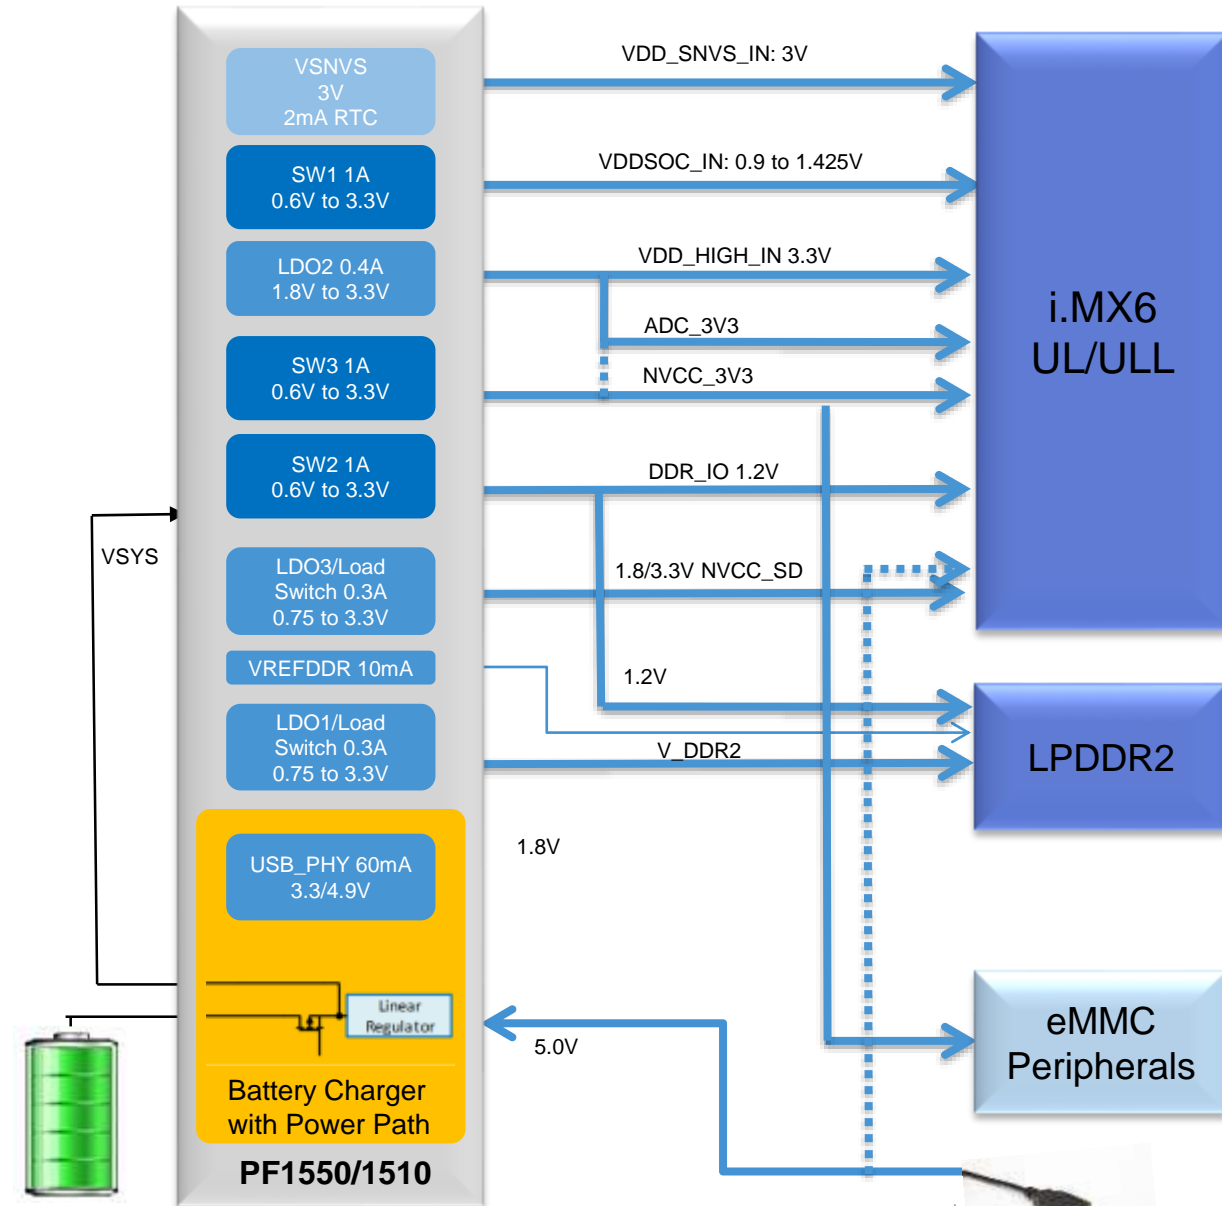 VSNVS
3V
2mA RTC
VDD_SNVS_IN: 3V
SW1 1A
0.6V to 3.3V
VDDSOC_IN: 0.9 to 1.425V
LDO2 0.4A
1.8V to 3.3V
VDD_HIGH_IN 3.3V
ADC_3V3
i.MX6
UL/ULL
SW3 1A
0.6V to 3.3V
NVCC_3V3
SW2 1A
0.6V to 3.3V
DDR_IO 1.2V
VSYS
LDO3/Load
Switch 0.3A
0.75 to 3.3V
1.8/3.3V NVCC_SD
VREFDDR 10mA
1.2V
LDO1/Load
Switch 0.3A
0.75 to 3.3V
V_DDR2
LPDDR2
USB_PHY 60mA
3.3/4.9V
1.8V
Linear
Regulator
5.0V
eMMC
Peripherals
Battery Charger
with Power Path
PF1550/1510